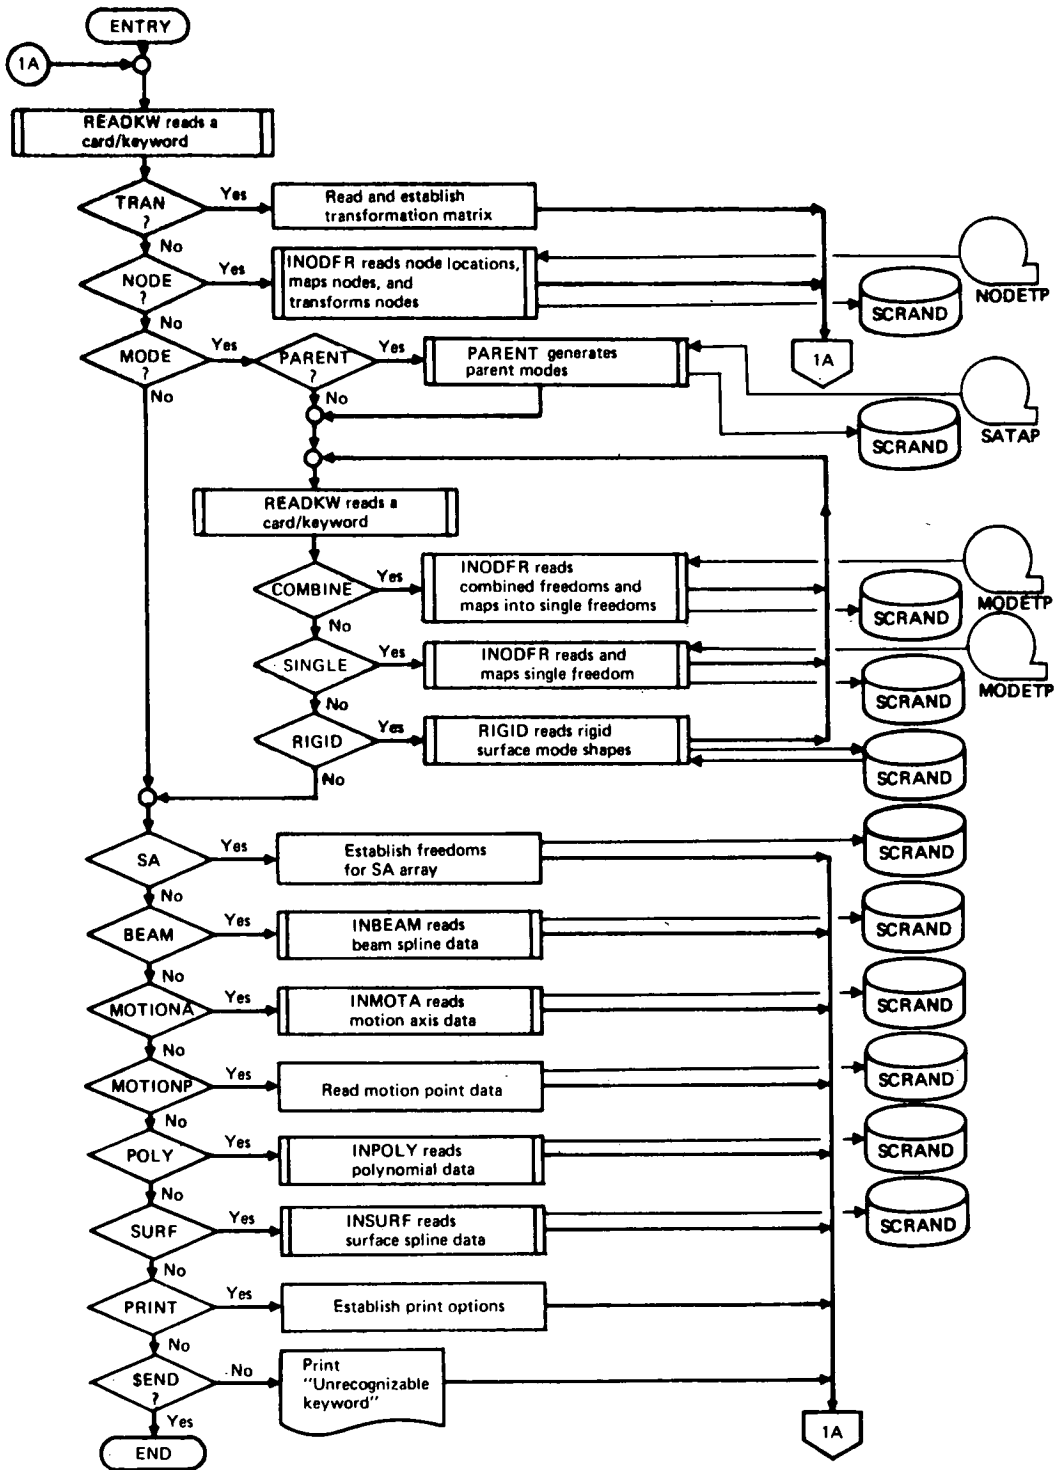 ENTRY
1A
READKW reads a
card/keyword
TRAN
?
Yes
Read and establish
transformation matrix
No
NODE
?
Yes
INODFR reads node locations,
maps nodes, and
transforms nodes
NODETP
SCRAND
No
MODE
?
Yes
PARENT
?
Yes
PARENT generates
parent modes
1A
SATAP
SCRAND
No
No
READKW reads a
card/keyword
COMBINE
Yes
INODFR reads
combined freedoms and
maps into single freedoms
MODETP
SCRAND
No
SINGLE
Yes
INODFR reads and
maps single freedom
MODETP
SCRAND
No
RIGID
Yes
RIGID reads rigid
surface mode shapes
SCRAND
No
SA
Yes
Establish freedoms
for SA array
SCRAND
No
BEAM
Yes
INBEAM reads
beam spline data
SCRAND
No
MOTIONA
Yes
INMOTA reads
motion axis data
SCRAND
No
MOTIONP
Yes
Read motion point data
SCRAND
No
POLY
Yes
INPOLY reads
polynomial data
SCRAND
No
SURF
Yes
INSURF reads
surface spline data
SCRAND
No
PRINT
Yes
Establish print options
No
$END
?
No
Print
"Unrecognizable
keyword"
Yes
END
1A